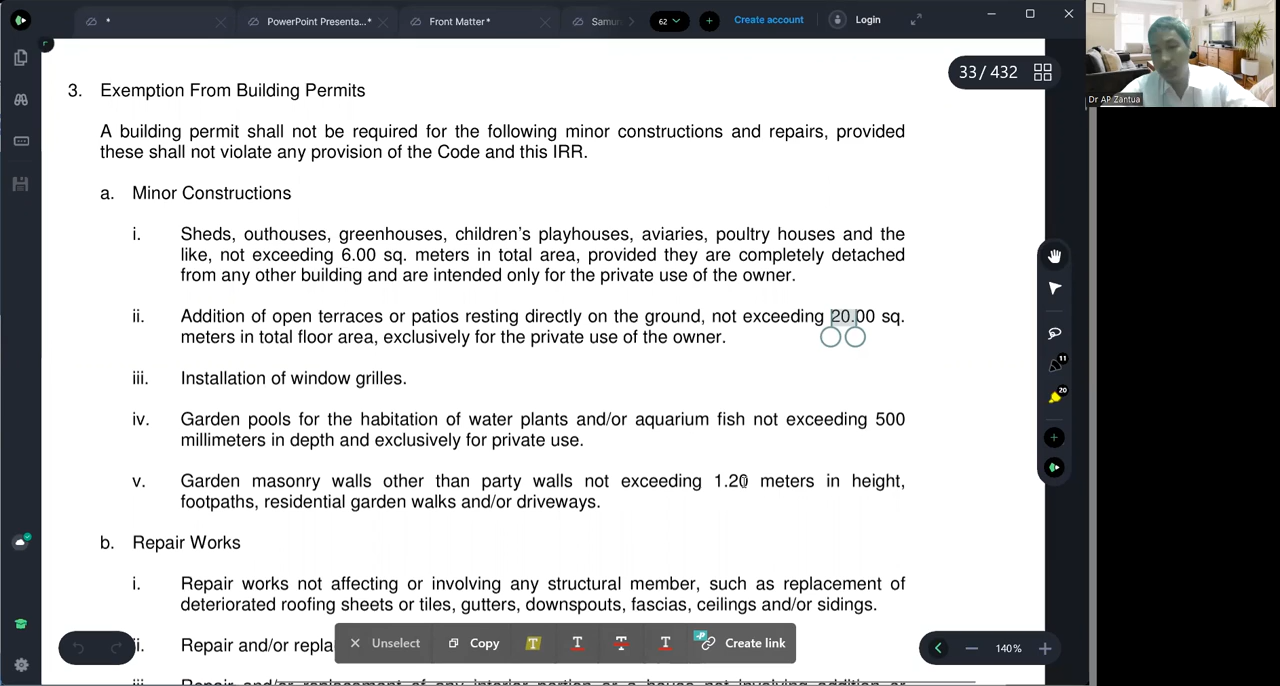 *
PowerPoint Presenta...*
Front Matter*
Samur
62
Create account
Login
33 / 432
Dr AP Zantua
3. Exemption From Building Permits
A building permit shall not be required for the following minor constructions and repairs, provided
these shall not violate any provision of the Code and this IRR.
a. Minor Constructions
i. Sheds, outhouses, greenhouses, children's playhouses, aviaries, poultry houses and the
like, not exceeding 6.00 sq. meters in total area, provided they are completely detached
from any other building and are intended only for the private use of the owner.
ii. Addition of open terraces or patios resting directly on the ground, not exceeding 20.00 sq.
meters in total floor area, exclusively for the private use of the owner.
iii. Installation of window grilles.
iv. Garden pools for the habitation of water plants and/or aquarium fish not exceeding 500
millimeters in depth and exclusively for private use.
v. Garden masonry walls other than party walls not exceeding 1.20 meters in height,
footpaths, residential garden walks and/or driveways.
b. Repair Works
i. Repair works not affecting or involving any structural member, such as replacement of
deteriorated roofing sheets or tiles, gutters, downspouts, fascias, ceilings and/or sidings.
ii. Repair and/or repla
Unselect
Copy
Create link
11
20
140%